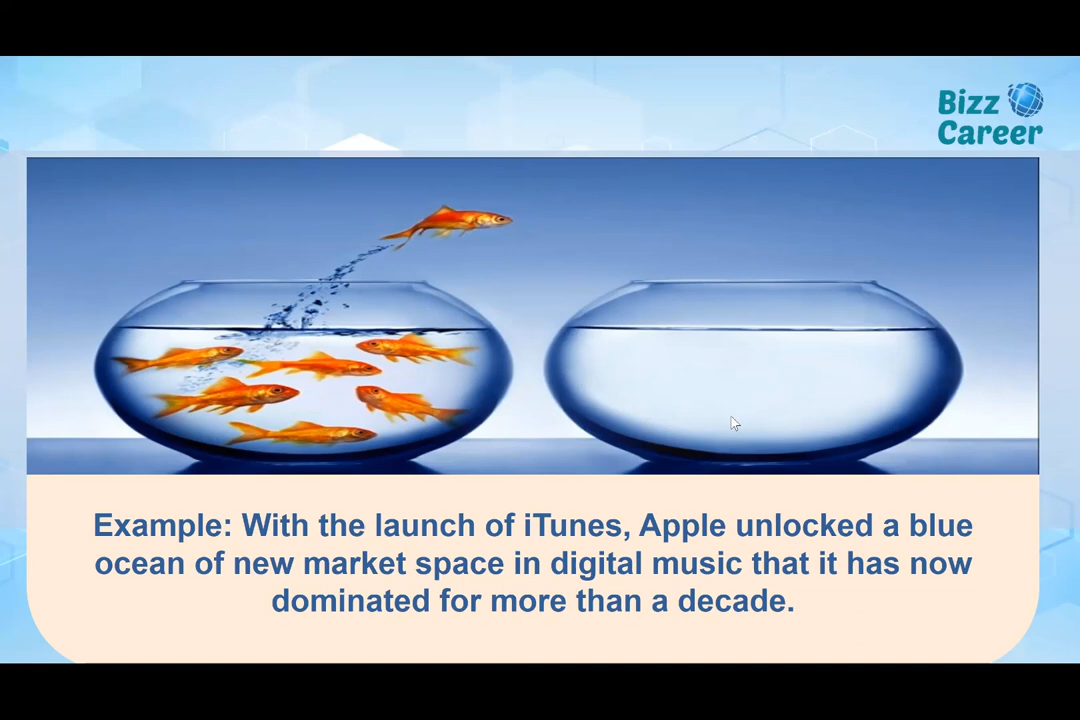 Bizz
Career
Example: With the launch of iTunes, Apple unlocked a blue
ocean of new market space in digital music that it has now
dominated for more than a decade.